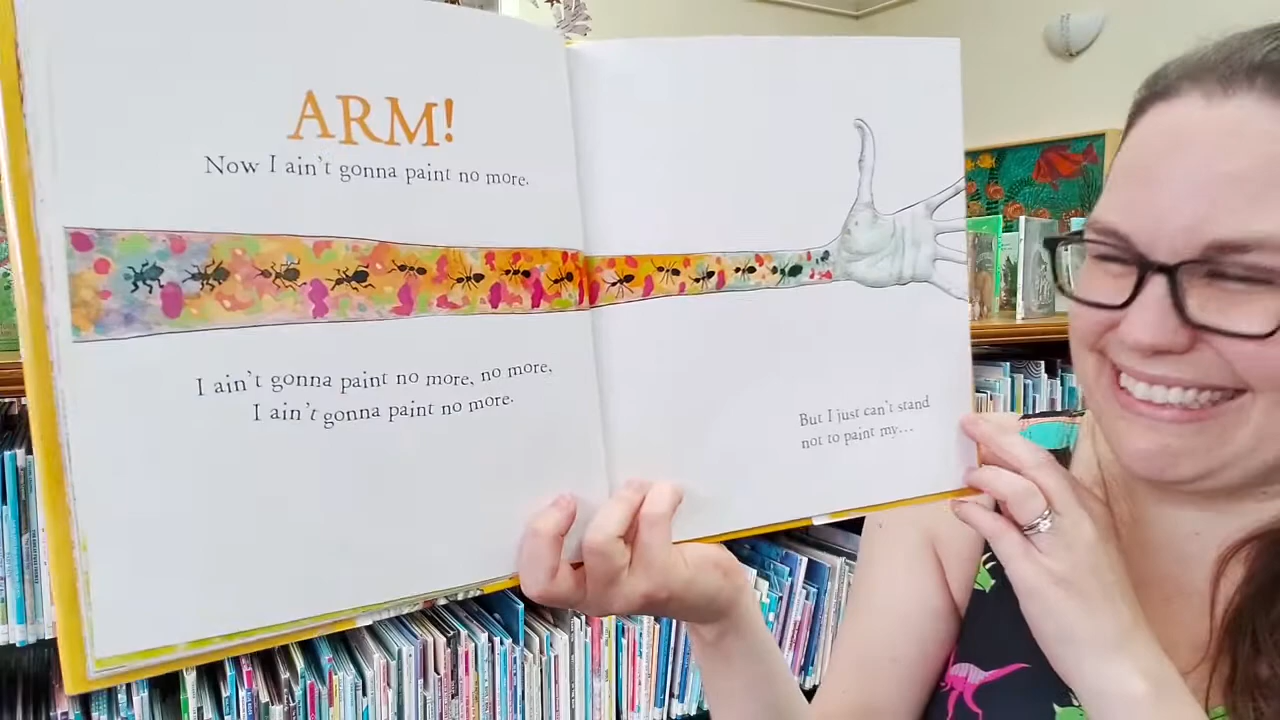 ARM!
Now I ain't gonna paint no more.
I ain't gonna paint no more, no more,
I ain't gonna paint no more.
But I just can't stand
not to paint my...